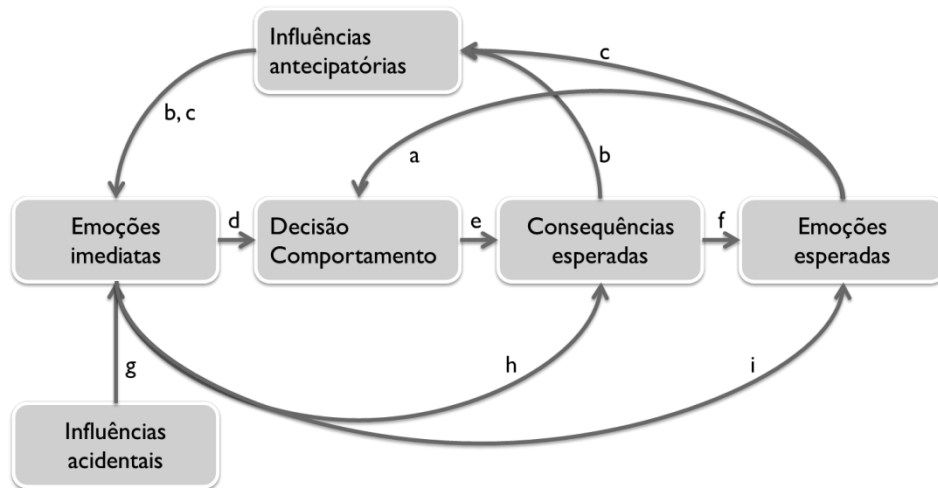 Influências
antecipatórias
c
b, c
a
b
Emoções
imediatas
d
Decisão
Comportamento
e
Consequências
esperadas
f
Emoções
esperadas
g
h
i
Influências
acidentais